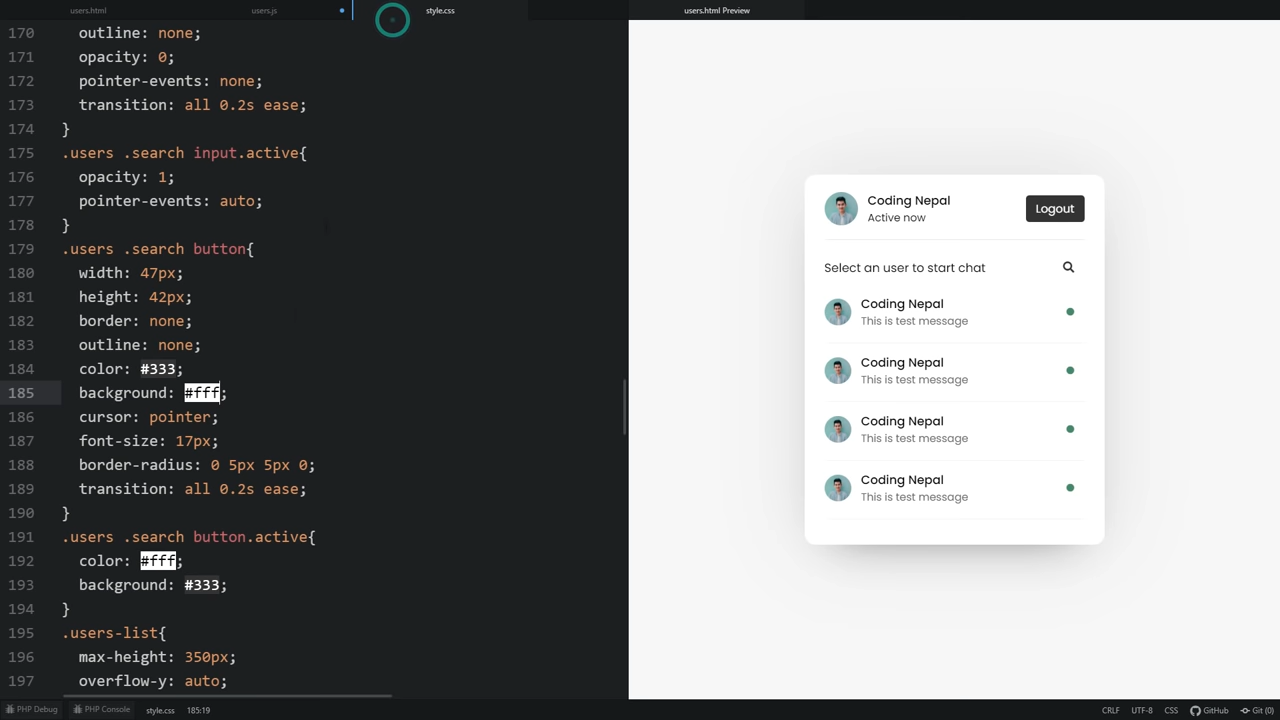 users.html users.js style.css users.html Preview
170 outline: none;
171 opacity: 0;
172 pointer-events: none;
173 transition: all 0.2s ease;
174 }
175 .users .search input.active{
176 opacity: 1;
177 pointer-events: auto;
178 }
179 .users .search button{
180 width: 47px;
181 height: 42px;
182 border: none;
183 outline: none;
184 color: #333;
185 background: #fff;
186 cursor: pointer;
187 font-size: 17px;
188 border-radius: 0 5px 5px 0;
189 transition: all 0.2s ease;
190 }
191 .users .search button.active{
192 color: #fff;
193 background: #333;
194 }
195 .users-list{
196 max-height: 350px;
197 overflow-y: auto;
Coding Nepal
Active now
Logout
Select an user to start chat
Coding Nepal
This is test message
Coding Nepal
This is test message
Coding Nepal
This is test message
Coding Nepal
This is test message
PHP Debug PHP Console style.css 185:19 CRLF UTF-8 CSS GitHub Git (0)